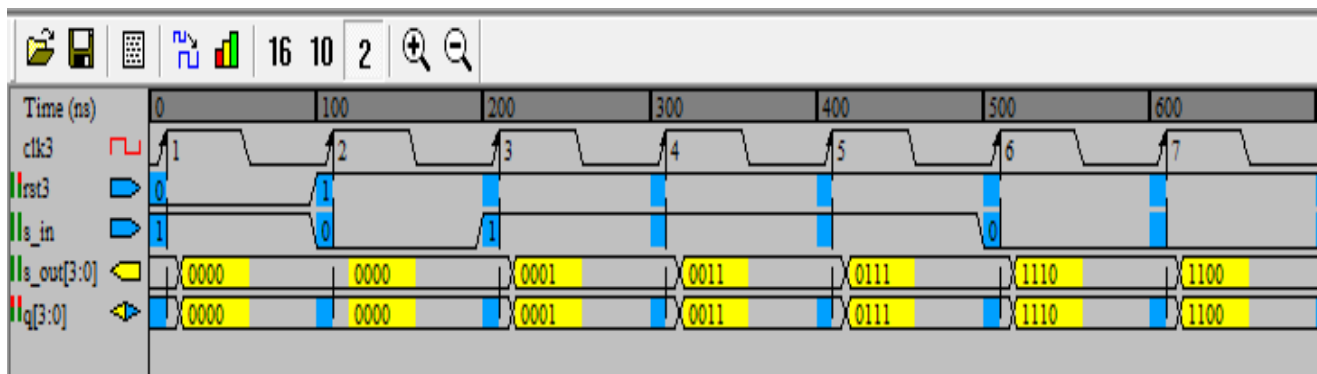 16 10 2
Time (ns) 0 100 200 300 400 500 600
clk3 1 2 3 4 5 6 7
rst3 0 1
s_in 1 0 1 0
s_out[3:0] 0000 0000 0001 0011 0111 1110 1100
q[3:0] 0000 0000 0001 0011 0111 1110 1100